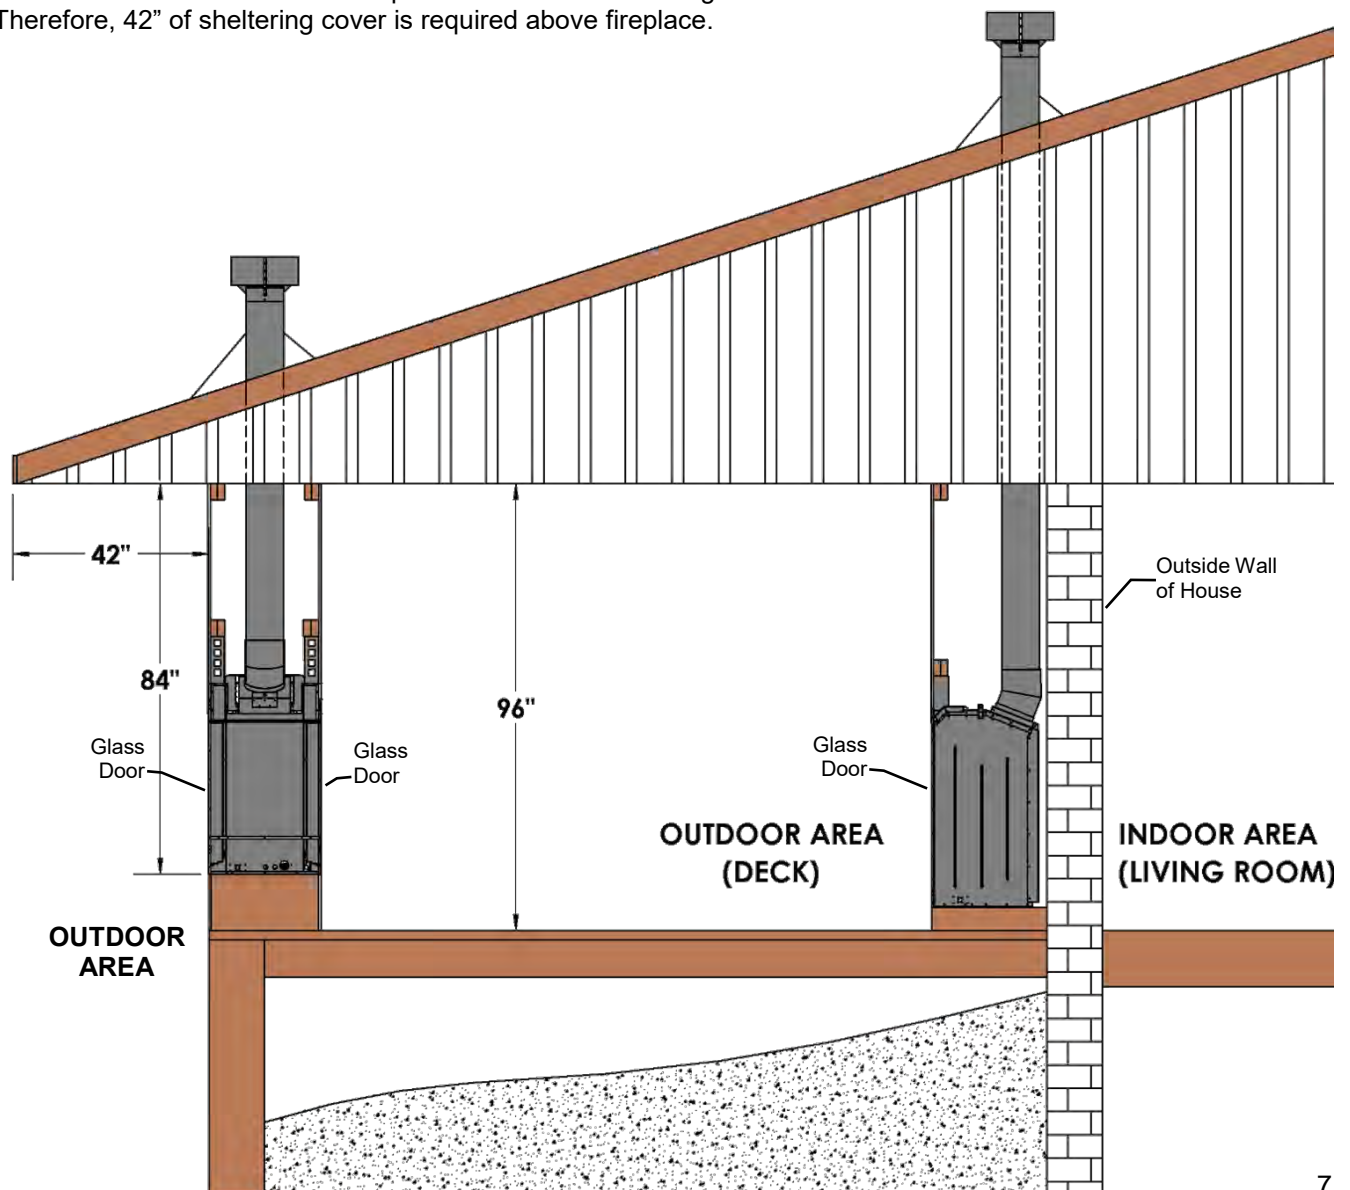 Therefore, 42” of sheltering cover is required above fireplace.
42"
84"
96"
Outside Wall
of House
Glass
Door
Glass
Door
Glass
Door
OUTDOOR AREA
(DECK)
INDOOR AREA
(LIVING ROOM)
OUTDOOR
AREA
7